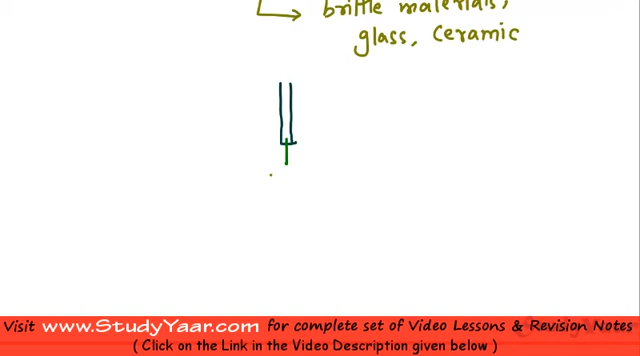 brittle materials,
glass, Ceramic
Visit www.StudyYaar.com for complete set of Video Lessons & Revision Notes
( Click on the Link in the Video Description given below )